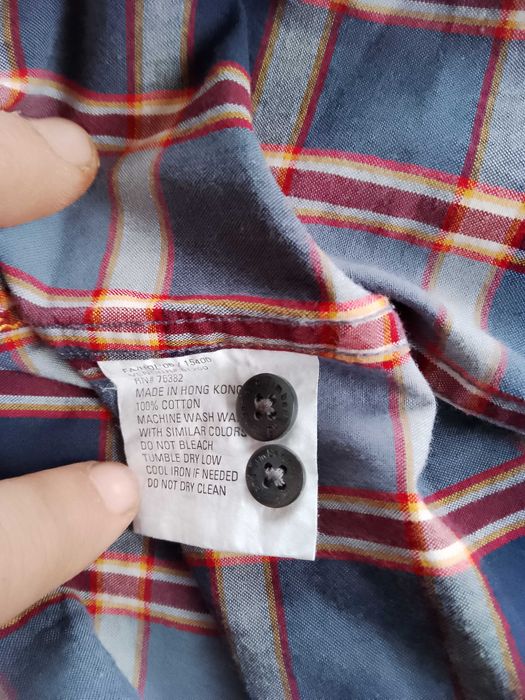 RN# 76382
MADE IN HONG KONG
100% COTTON
MACHINE WASH WA
WITH SIMILAR COLORS
DO NOT BLEACH
TUMBLE DRY LOW
COOL IRON IF NEEDED
DO NOT DRY CLEAN